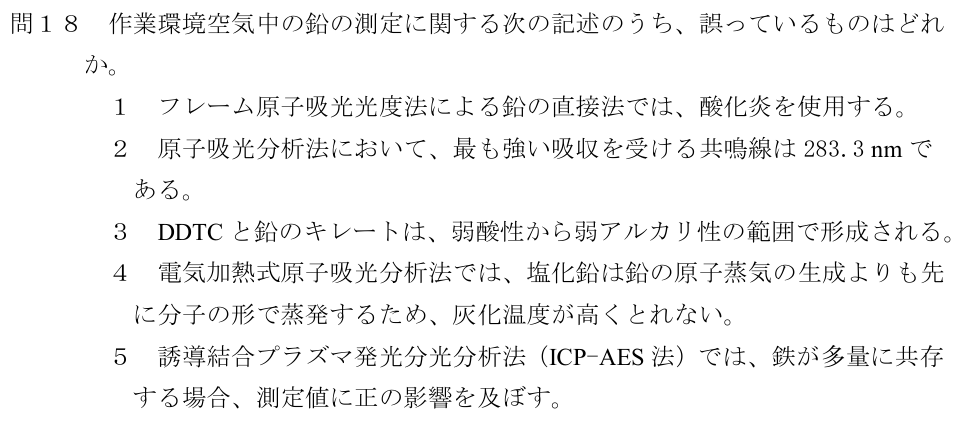 問１８　作業環境空気中の鉛の測定に関する次の記述のうち、誤っているものはどれ
か。
１　フレーム原子吸光光度法による鉛の直接法では、酸化炎を使用する。
２　原子吸光分析法において、最も強い吸収を受ける共鳴線は 283.3 nm で
ある。
３　DDTC と鉛のキレートは、弱酸性から弱アルカリ性の範囲で形成される。
４　電気加熱式原子吸光分析法では、塩化鉛は鉛の原子蒸気の生成よりも先
に分子の形で蒸発するため、灰化温度が高くとれない。
５　誘導結合プラズマ発光分光分析法（ICP-AES 法）では、鉄が多量に共存
する場合、測定値に正の影響を及ぼす。